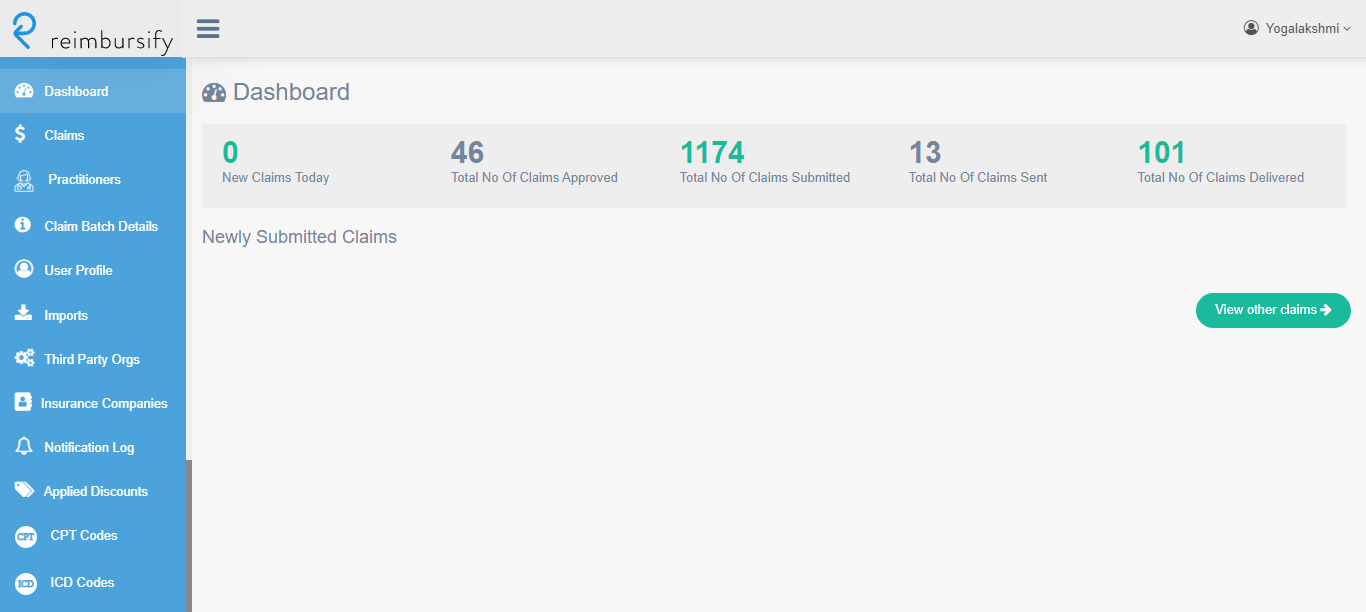 reimbursify
Yogalakshmi
Dashboard
Claims
Practitioners
Claim Batch Details
User Profile
Imports
Third Party Orgs
Insurance Companies
Notification Log
Applied Discounts
CPT CPT Codes
ICD ICD Codes
Dashboard
0 46 1174 13 101
New Claims Today Total No Of Claims Approved Total No Of Claims Submitted Total No Of Claims Sent Total No Of Claims Delivered
Newly Submitted Claims
View other claims